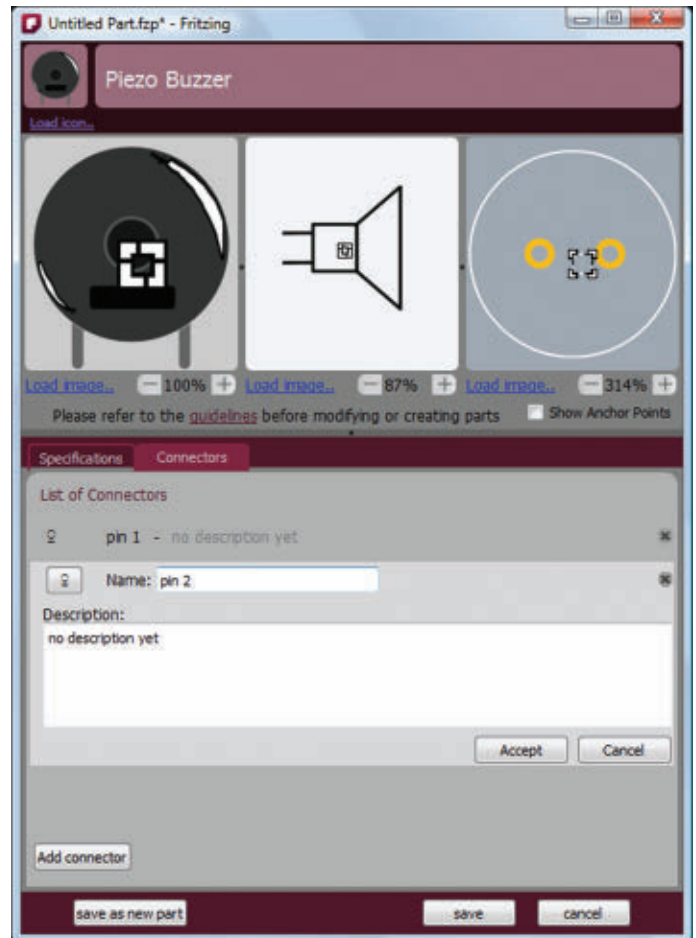 Untitled Part.fzp* - Fritzing
Piezo Buzzer
Load icon..
Load image.. 100% Load image.. 87% Load image.. 314%
Please refer to the guidelines before modifying or creating parts Show Anchor Points
Specifications Connectors
List of Connectors
pin 1 - no description yet
Name: pin 2
Description:
no description yet
Accept Cancel
Add connector
save as new part save cancel